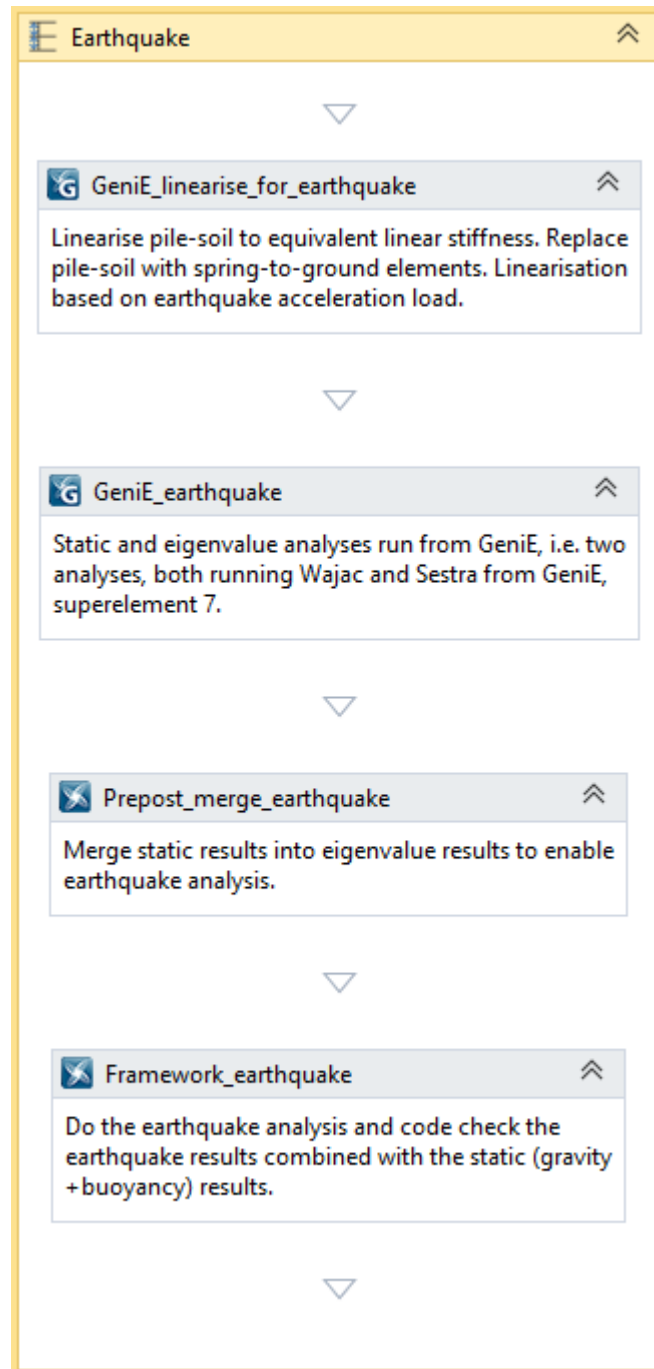 Earthquake
GeniE_linearise_for_earthquake
Linearise pile-soil to equivalent linear stiffness. Replace
pile-soil with spring-to-ground elements. Linearisation
based on earthquake acceleration load.
GeniE_earthquake
Static and eigenvalue analyses run from GeniE, i.e. two
analyses, both running Wajac and Sestra from GeniE,
superelement 7.
Prepost_merge_earthquake
Merge static results into eigenvalue results to enable
earthquake analysis.
Framework_earthquake
Do the earthquake analysis and code check the
earthquake results combined with the static (gravity
+buoyancy) results.